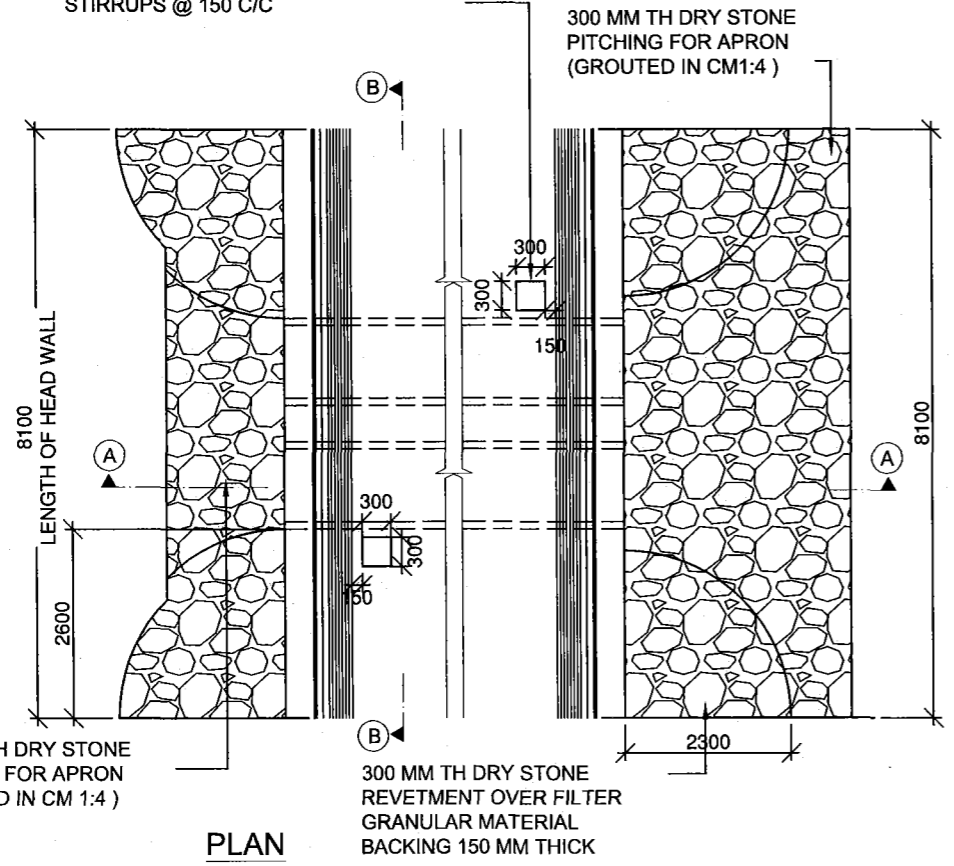 STIRRUPS @ 150 C/C
300 MM TH DRY STONE
PITCHING FOR APRON
(GROUTED IN CM1:4 )
B
300
300
150
8100
LENGTH OF HEAD WALL
8100
A
A
300
300
150
2600
B
2300
H DRY STONE
FOR APRON
D IN CM 1:4 )
300 MM TH DRY STONE
REVETMENT OVER FILTER
GRANULAR MATERIAL
BACKING 150 MM THICK
PLAN